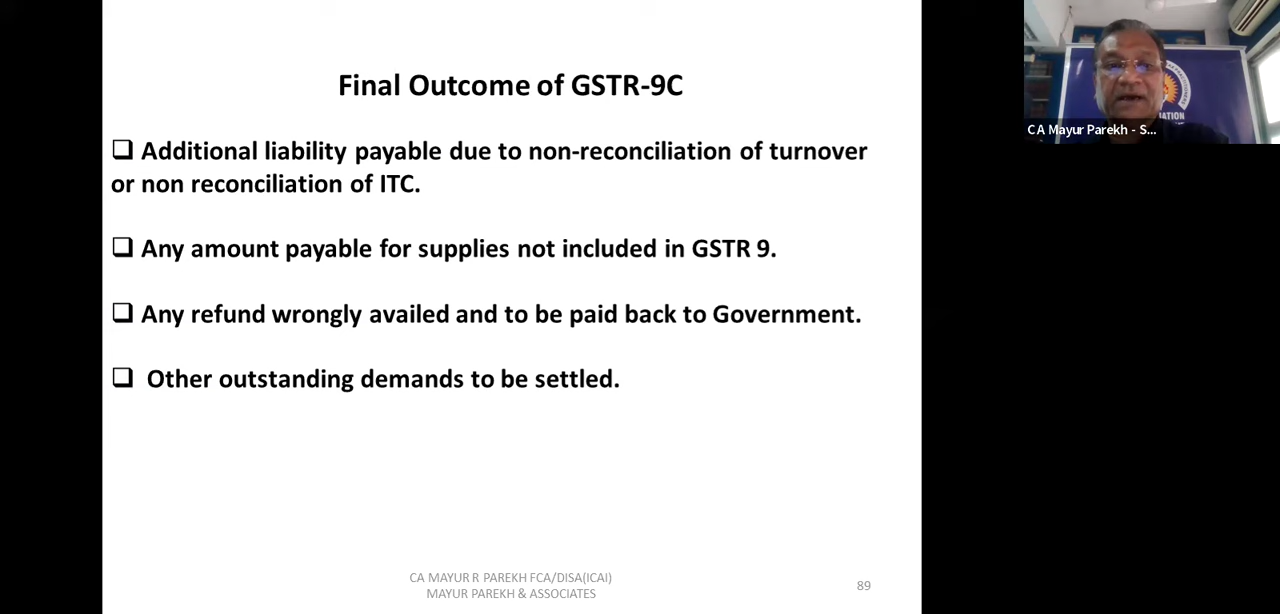 Final Outcome of GSTR-9C
❑ Additional liability payable due to non-reconciliation of turnover
or non reconciliation of ITC.
❑ Any amount payable for supplies not included in GSTR 9.
❑ Any refund wrongly availed and to be paid back to Government.
❑ Other outstanding demands to be settled.
CA MAYUR R PAREKH FCA/DISA(ICAI)
MAYUR PAREKH & ASSOCIATES
89
CA Mayur Parekh - S...